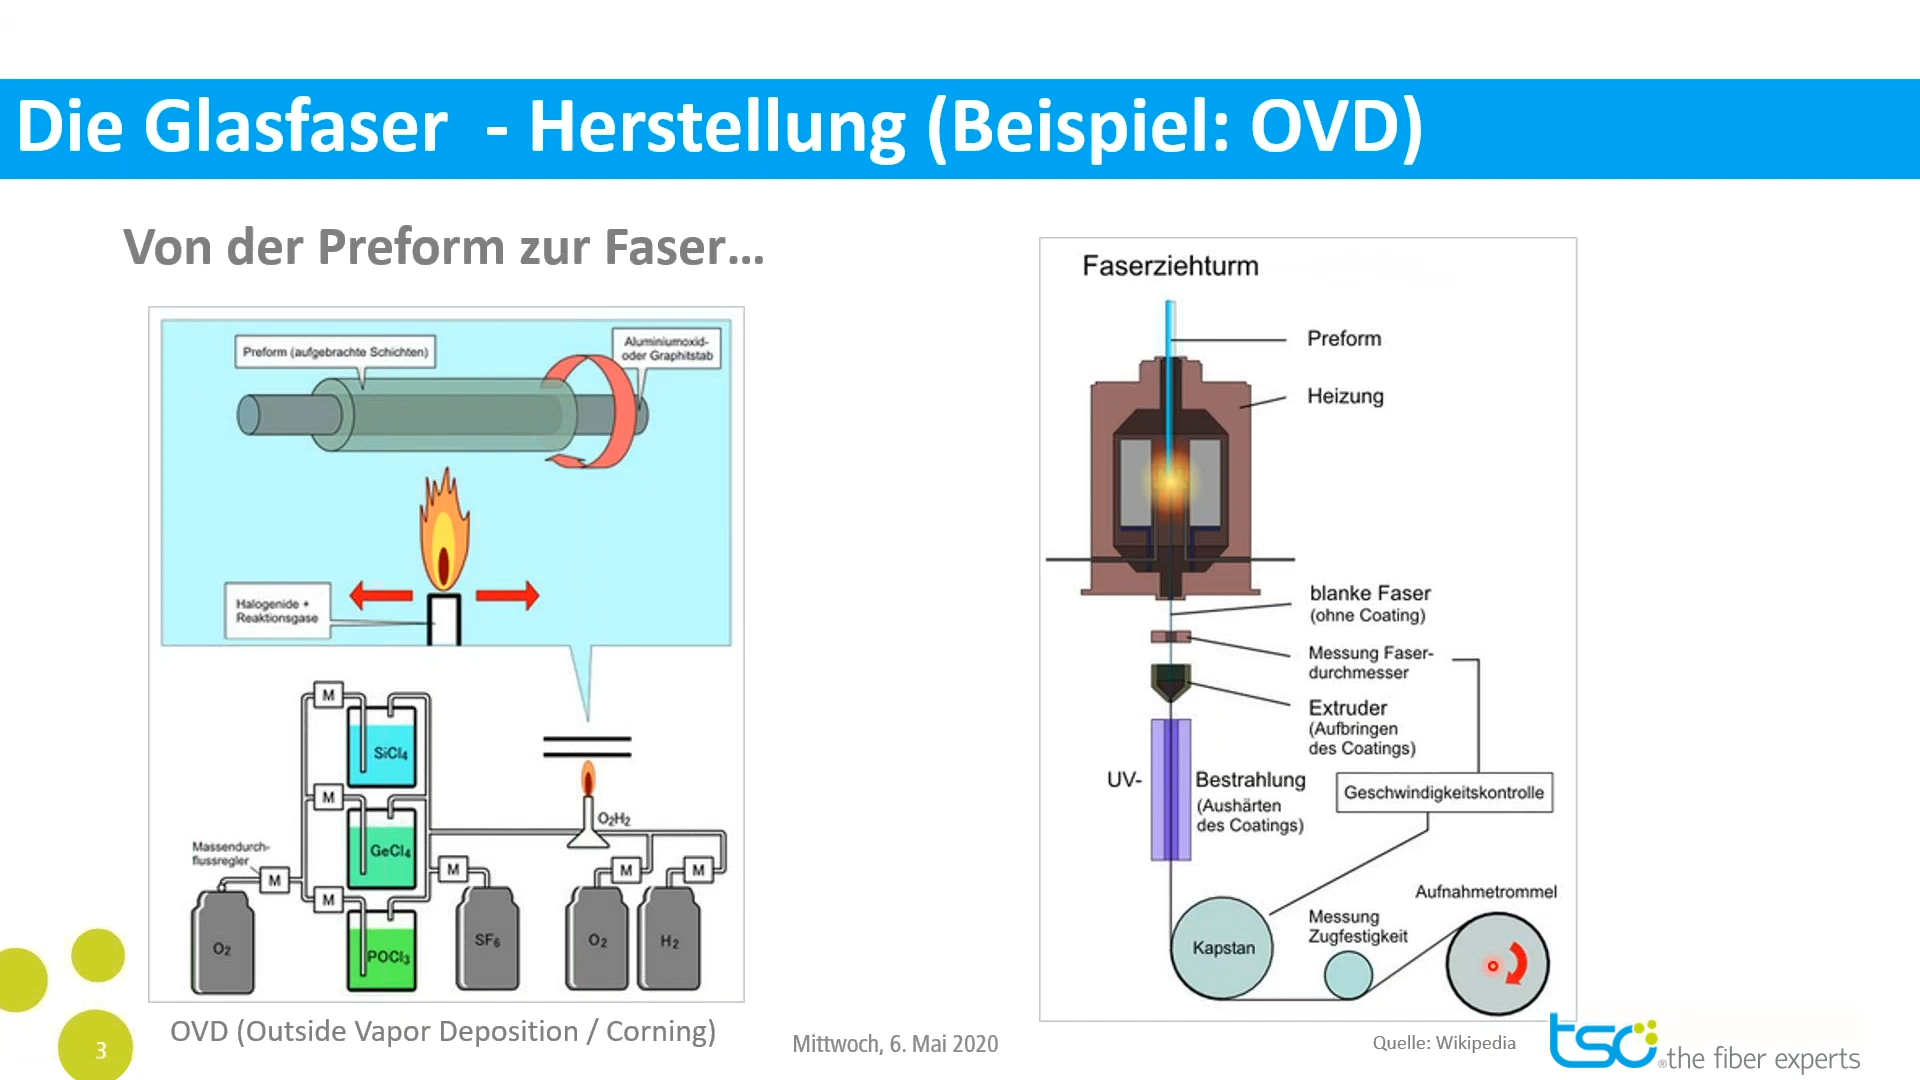 Die Glasfaser  - Herstellung (Beispiel: OVD)
Von der Preform zur Faser...
Preform (aufgebrachte Schichten)
Aluminiumoxid-
oder Graphitstab
Halogenide +
Reaktionsgase
M
SiCl4
M
GeCl4
O2H2
Massendurch-
flussregler
M
M
M
M
M
O2
POCl3
SF6
O2
H2
OVD (Outside Vapor Deposition / Corning)
Faserziehturm
Preform
Heizung
blanke Faser
(ohne Coating)
Messung Faser-
durchmesser
Extruder
(Aufbringen
des Coatings)
UV- Bestrahlung
(Aushärten
des Coatings)
Geschwindigkeitskontrolle
Aufnahmetrommel
Messung
Zugfestigkeit
Kapstan
3
Mittwoch, 6. Mai 2020
Quelle: Wikipedia
tso ®the fiber experts